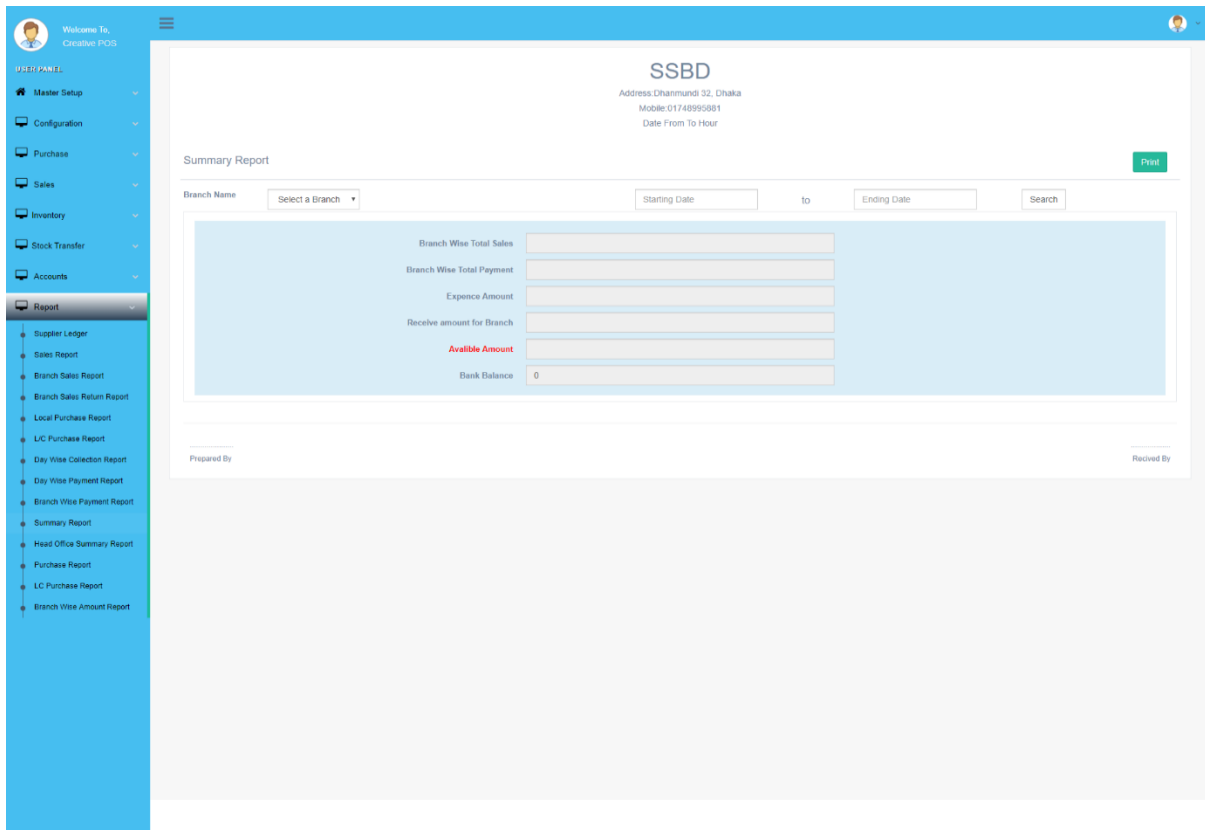 Welcome To,
Creative POS
USER PANEL
Master Setup
Configuration
Purchase
Sales
Inventory
Stock Transfer
Accounts
Report
Supplier Ledger
Sales Report
Branch Sales Report
Branch Sales Return Report
Local Purchase Report
L/C Purchase Report
Day Wise Collection Report
Day Wise Payment Report
Branch Wise Payment Report
Summary Report
Head Office Summary Report
Purchase Report
LC Purchase Report
Branch Wise Amount Report
SSBD
Address:Dhanmundi 32, Dhaka
Mobile:01748995881
Date From To Hour
Summary Report Print
Branch Name Select a Branch Starting Date to Ending Date Search
Branch Wise Total Sales
Branch Wise Total Payment
Expence Amount
Receive amount for Branch
Avalible Amount
Bank Balance 0
Prepared By Recived By